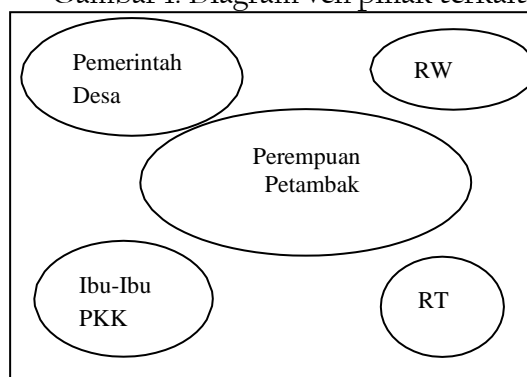 Gambar 1. Diagram ven pihak terkait
Pemerintah
Desa
RW
Perempuan
Petambak
Ibu-Ibu
PKK
RT